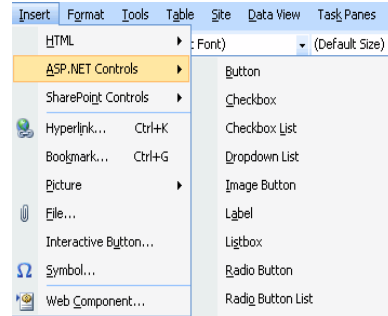 Insert Format Tools Table Site Data View Task Panes
HTML
Font) (Default Size)
ASP.NET Controls
Button
SharePoint Controls
Checkbox
Hyperlink... Ctrl+K
Checkbox List
Bookmark... Ctrl+G
Dropdown List
Picture
Image Button
File...
Label
Interactive Button...
Listbox
Symbol...
Radio Button
Web Component...
Radio Button List